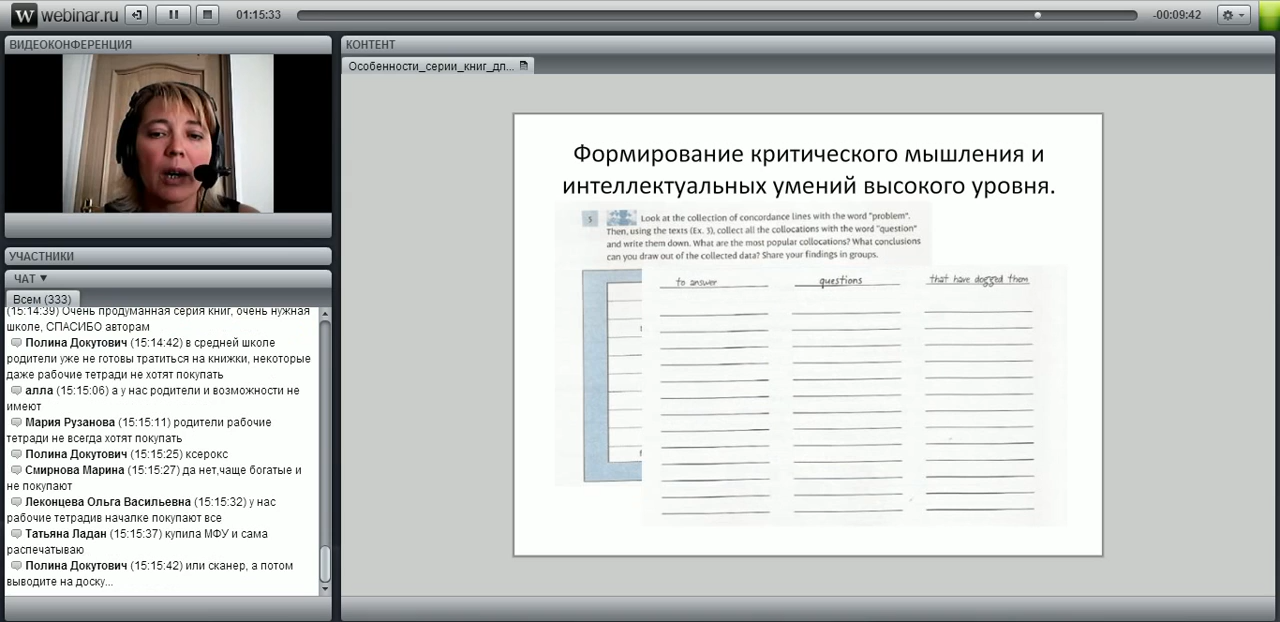 webinar.ru
01:15:33
-00:09:42
ВИДЕОКОНФЕРЕНЦИЯ
УЧАСТНИКИ
ЧАТ
Всем (333)
(15:14:39) Очень продуманная серия книг, очень нужная
школе, СПАСИБО авторам
Полина Докутович (15:14:42) в средней школе
родители уже не готовы тратиться на книжки, некоторые
даже рабочие тетради не хотят покупать
алла (15:15:06) а у нас родители и возможности не
имеют
Мария Рузанова (15:15:11) родители рабочие
тетради не всегда хотят покупать
Полина Докутович (15:15:25) ксерокс
Смирнова Марина (15:15:27) да нет,чаще богатые и
не покупают
Леконцева Ольга Васильевна (15:15:32) у нас
рабочие тетрадив началке покупают все
Татьяна Ладан (15:15:37) купила МФУ и сама
распечатываю
Полина Докутович (15:15:42) или сканер, а потом
выводите на доску...
КОНТЕНТ
Особенности_серии_книг_дл...
Формирование критического мышления и
интеллектуальных умений высокого уровня.
5 Look at the collection of concordance lines with the word "problem".
Then, using the texts (Ex. 3), collect all the collocations with the word "question"
and write them down. What are the most popular collocations? What conclusions
can you draw out of the collected data? Share your findings in groups.
to answer questions that have dogged them